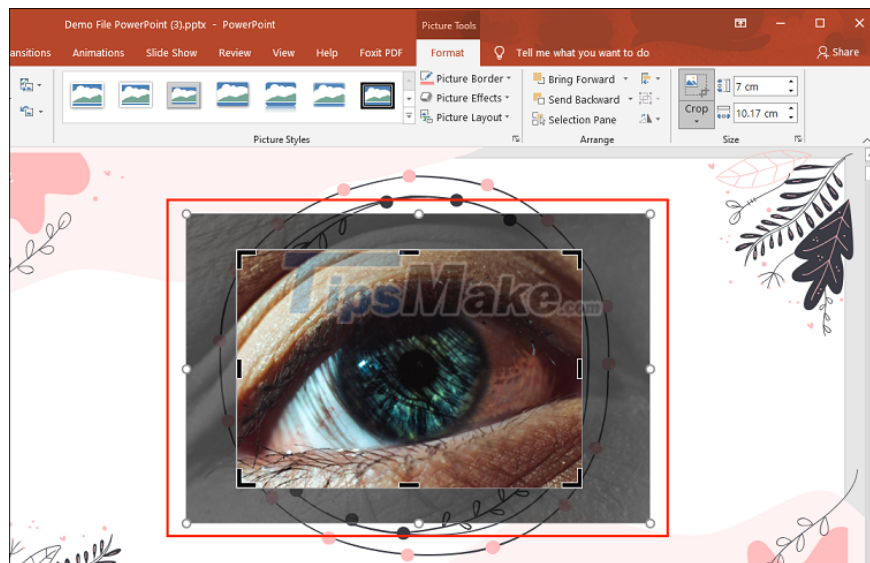 Demo File PowerPoint (3).pptx - PowerPoint
Picture Tools
ansitions Animations Slide Show Review View Help Foxit PDF Format Tell me what you want to do Share
Picture Border
Picture Effects
Picture Layout
Picture Styles
Bring Forward
Send Backward
Selection Pane
Arrange
Crop
7 cm
10.17 cm
Size
TipsMake.com